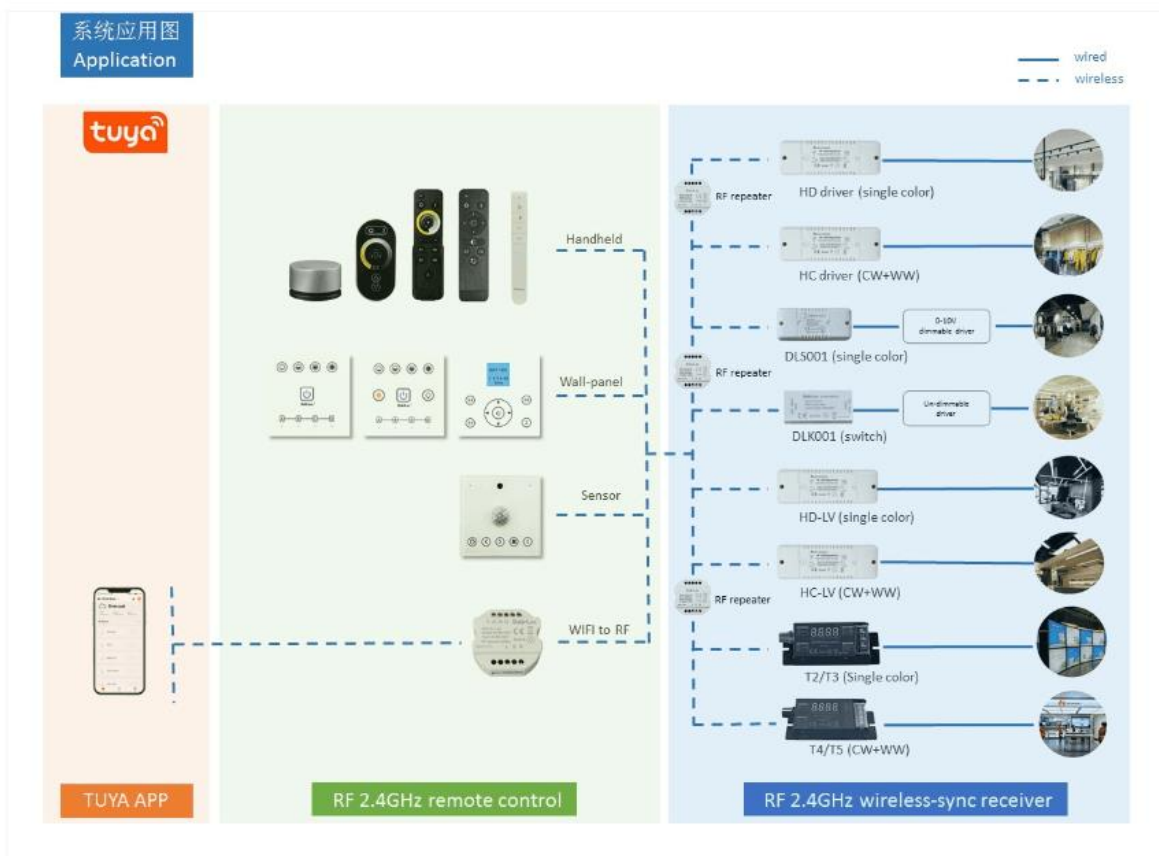 系统应用图
Application
wired
wireless
tuya
HD driver (single color)
RF repeater
Handheld
HC driver (CW+WW)
0-10V
dimmable driver
DLS001 (single color)
RF repeater
Wall-panel
Un-dimmable
driver
DLK001 (switch)
Sensor
HD-LV (single color)
HC-LV (CW+WW)
RF repeater
WIFI to RF
8888
T2/T3 (Single color)
8888
T4/T5 (CW+WW)
TUYA APP
RF 2.4GHz remote control
RF 2.4GHz wireless-sync receiver